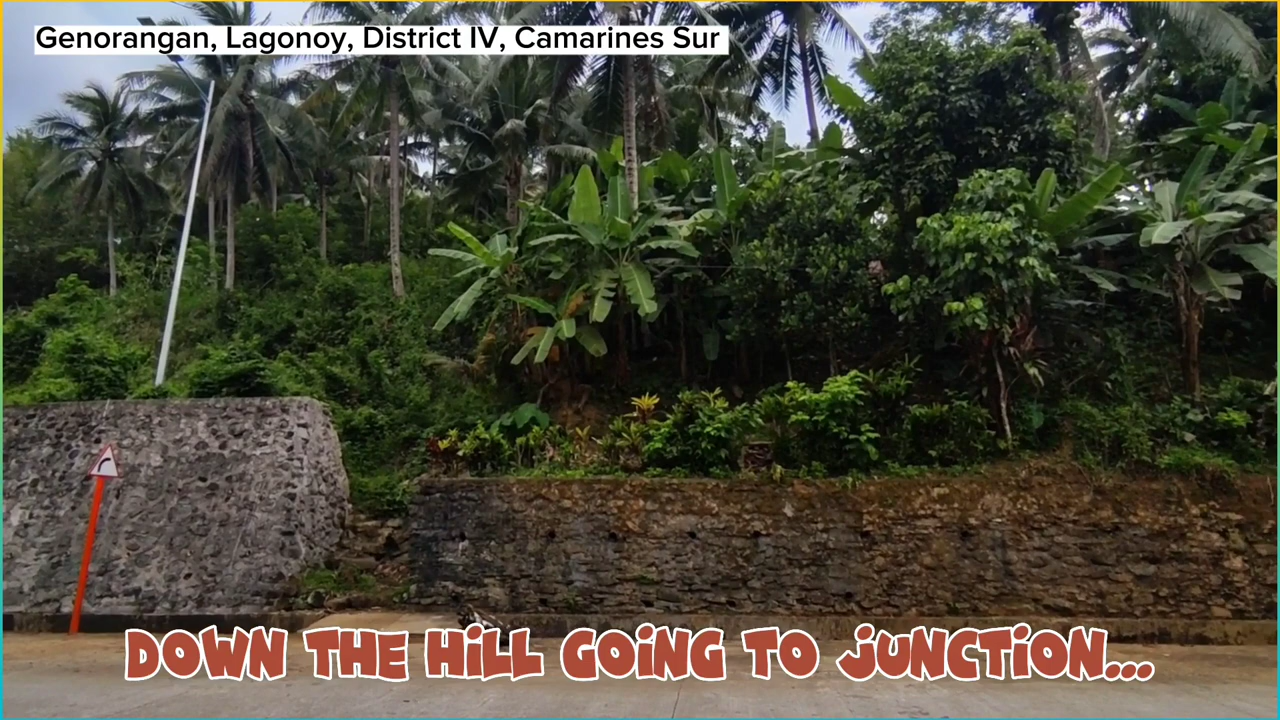 Genorangan, Lagonoy, District IV, Camarines Sur
DOWN THE HiLL GOiNG TO jUNCTiON...